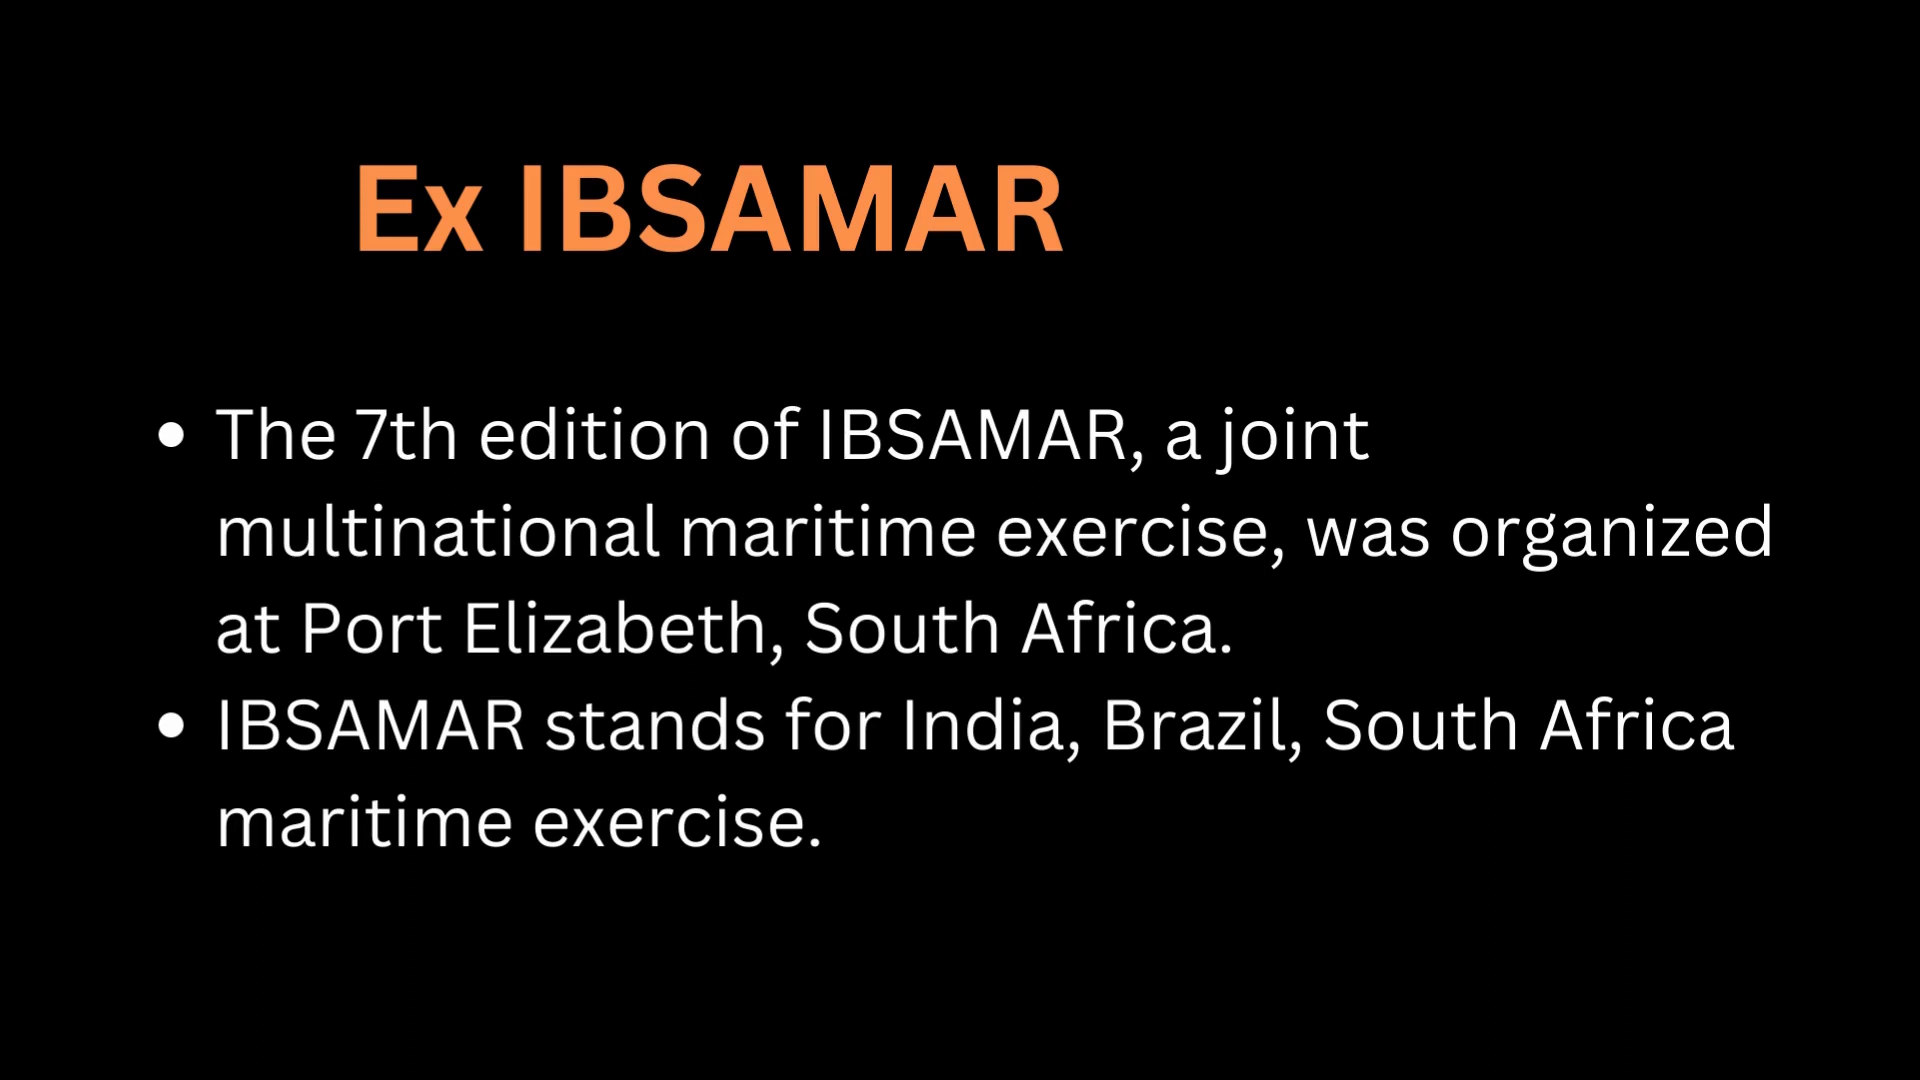 Ex IBSAMAR
• The 7th edition of IBSAMAR, a joint
multinational maritime exercise, was organized
at Port Elizabeth, South Africa.
• IBSAMAR stands for India, Brazil, South Africa
maritime exercise.